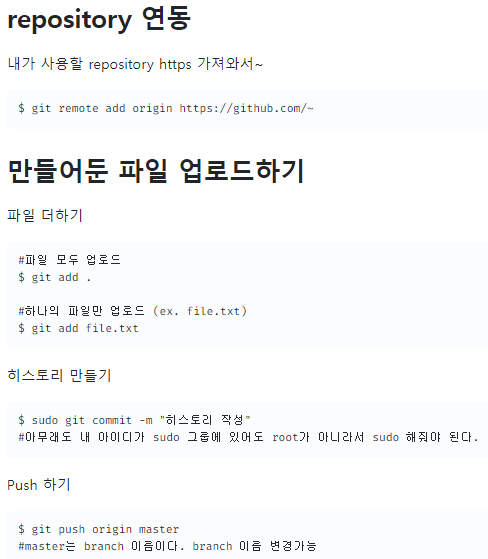 repository 연동
내가 사용할 repository https 가져와서~
$ git remote add origin https://github.com/~
만들어둔 파일 업로드하기
파일 더하기
#파일 모두 업로드
$ git add .
#하나의 파일만 업로드 (ex. file.txt)
$ git add file.txt
히스토리 만들기
$ sudo git commit -m "히스토리 작성"
#아무래도 내 아이디가 sudo 그룹에 있어도 root가 아니라서 sudo 해줘야 된다.
Push 하기
$ git push origin master
#master는 branch 이름이다. branch 이름 변경가능